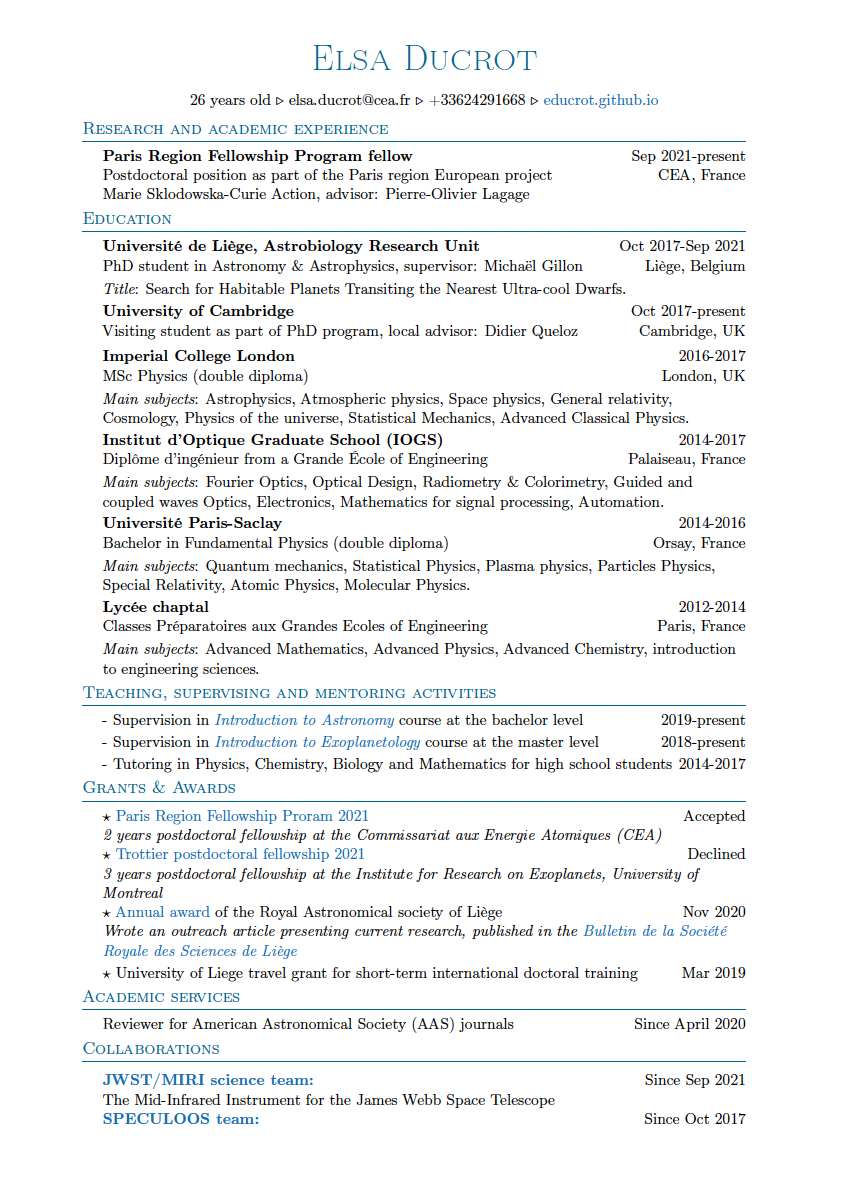 Elsa Ducrot
26 years old ▷ elsa.ducrot@cea.fr ▷ +33624291668 ▷ educrot.github.io
Research and academic experience
Paris Region Fellowship Program fellow Sep 2021-present
Postdoctoral position as part of the Paris region European project CEA, France
Marie Sklodowska-Curie Action, advisor: Pierre-Olivier Lagage
Education
Université de Liège, Astrobiology Research Unit Oct 2017-Sep 2021
PhD student in Astronomy & Astrophysics, supervisor: Michaël Gillon Liège, Belgium
Title: Search for Habitable Planets Transiting the Nearest Ultra-cool Dwarfs.
University of Cambridge Oct 2017-present
Visiting student as part of PhD program, local advisor: Didier Queloz Cambridge, UK
Imperial College London 2016-2017
MSc Physics (double diploma) London, UK
Main subjects: Astrophysics, Atmospheric physics, Space physics, General relativity,
Cosmology, Physics of the universe, Statistical Mechanics, Advanced Classical Physics.
Institut d'Optique Graduate School (IOGS) 2014-2017
Diplôme d'ingénieur from a Grande École of Engineering Palaiseau, France
Main subjects: Fourier Optics, Optical Design, Radiometry & Colorimetry, Guided and
coupled waves Optics, Electronics, Mathematics for signal processing, Automation.
Université Paris-Saclay 2014-2016
Bachelor in Fundamental Physics (double diploma) Orsay, France
Main subjects: Quantum mechanics, Statistical Physics, Plasma physics, Particles Physics,
Special Relativity, Atomic Physics, Molecular Physics.
Lycée chaptal 2012-2014
Classes Préparatoires aux Grandes Ecoles of Engineering Paris, France
Main subjects: Advanced Mathematics, Advanced Physics, Advanced Chemistry, introduction
to engineering sciences.
Teaching, supervising and mentoring activities
- Supervision in Introduction to Astronomy course at the bachelor level 2019-present
- Supervision in Introduction to Exoplanetology course at the master level 2018-present
- Tutoring in Physics, Chemistry, Biology and Mathematics for high school students 2014-2017
Grants & Awards
⋆ Paris Region Fellowship Proram 2021 Accepted
2 years postdoctoral fellowship at the Commissariat aux Energie Atomiques (CEA)
⋆ Trottier postdoctoral fellowship 2021 Declined
3 years postdoctoral fellowship at the Institute for Research on Exoplanets, University of
Montreal
⋆ Annual award of the Royal Astronomical society of Liège Nov 2020
Wrote an outreach article presenting current research, published in the Bulletin de la Société
Royale des Sciences de Liège
⋆ University of Liege travel grant for short-term international doctoral training Mar 2019
Academic services
Reviewer for American Astronomical Society (AAS) journals Since April 2020
Collaborations
JWST/MIRI science team: Since Sep 2021
The Mid-Infrared Instrument for the James Webb Space Telescope
SPECULOOS team: Since Oct 2017